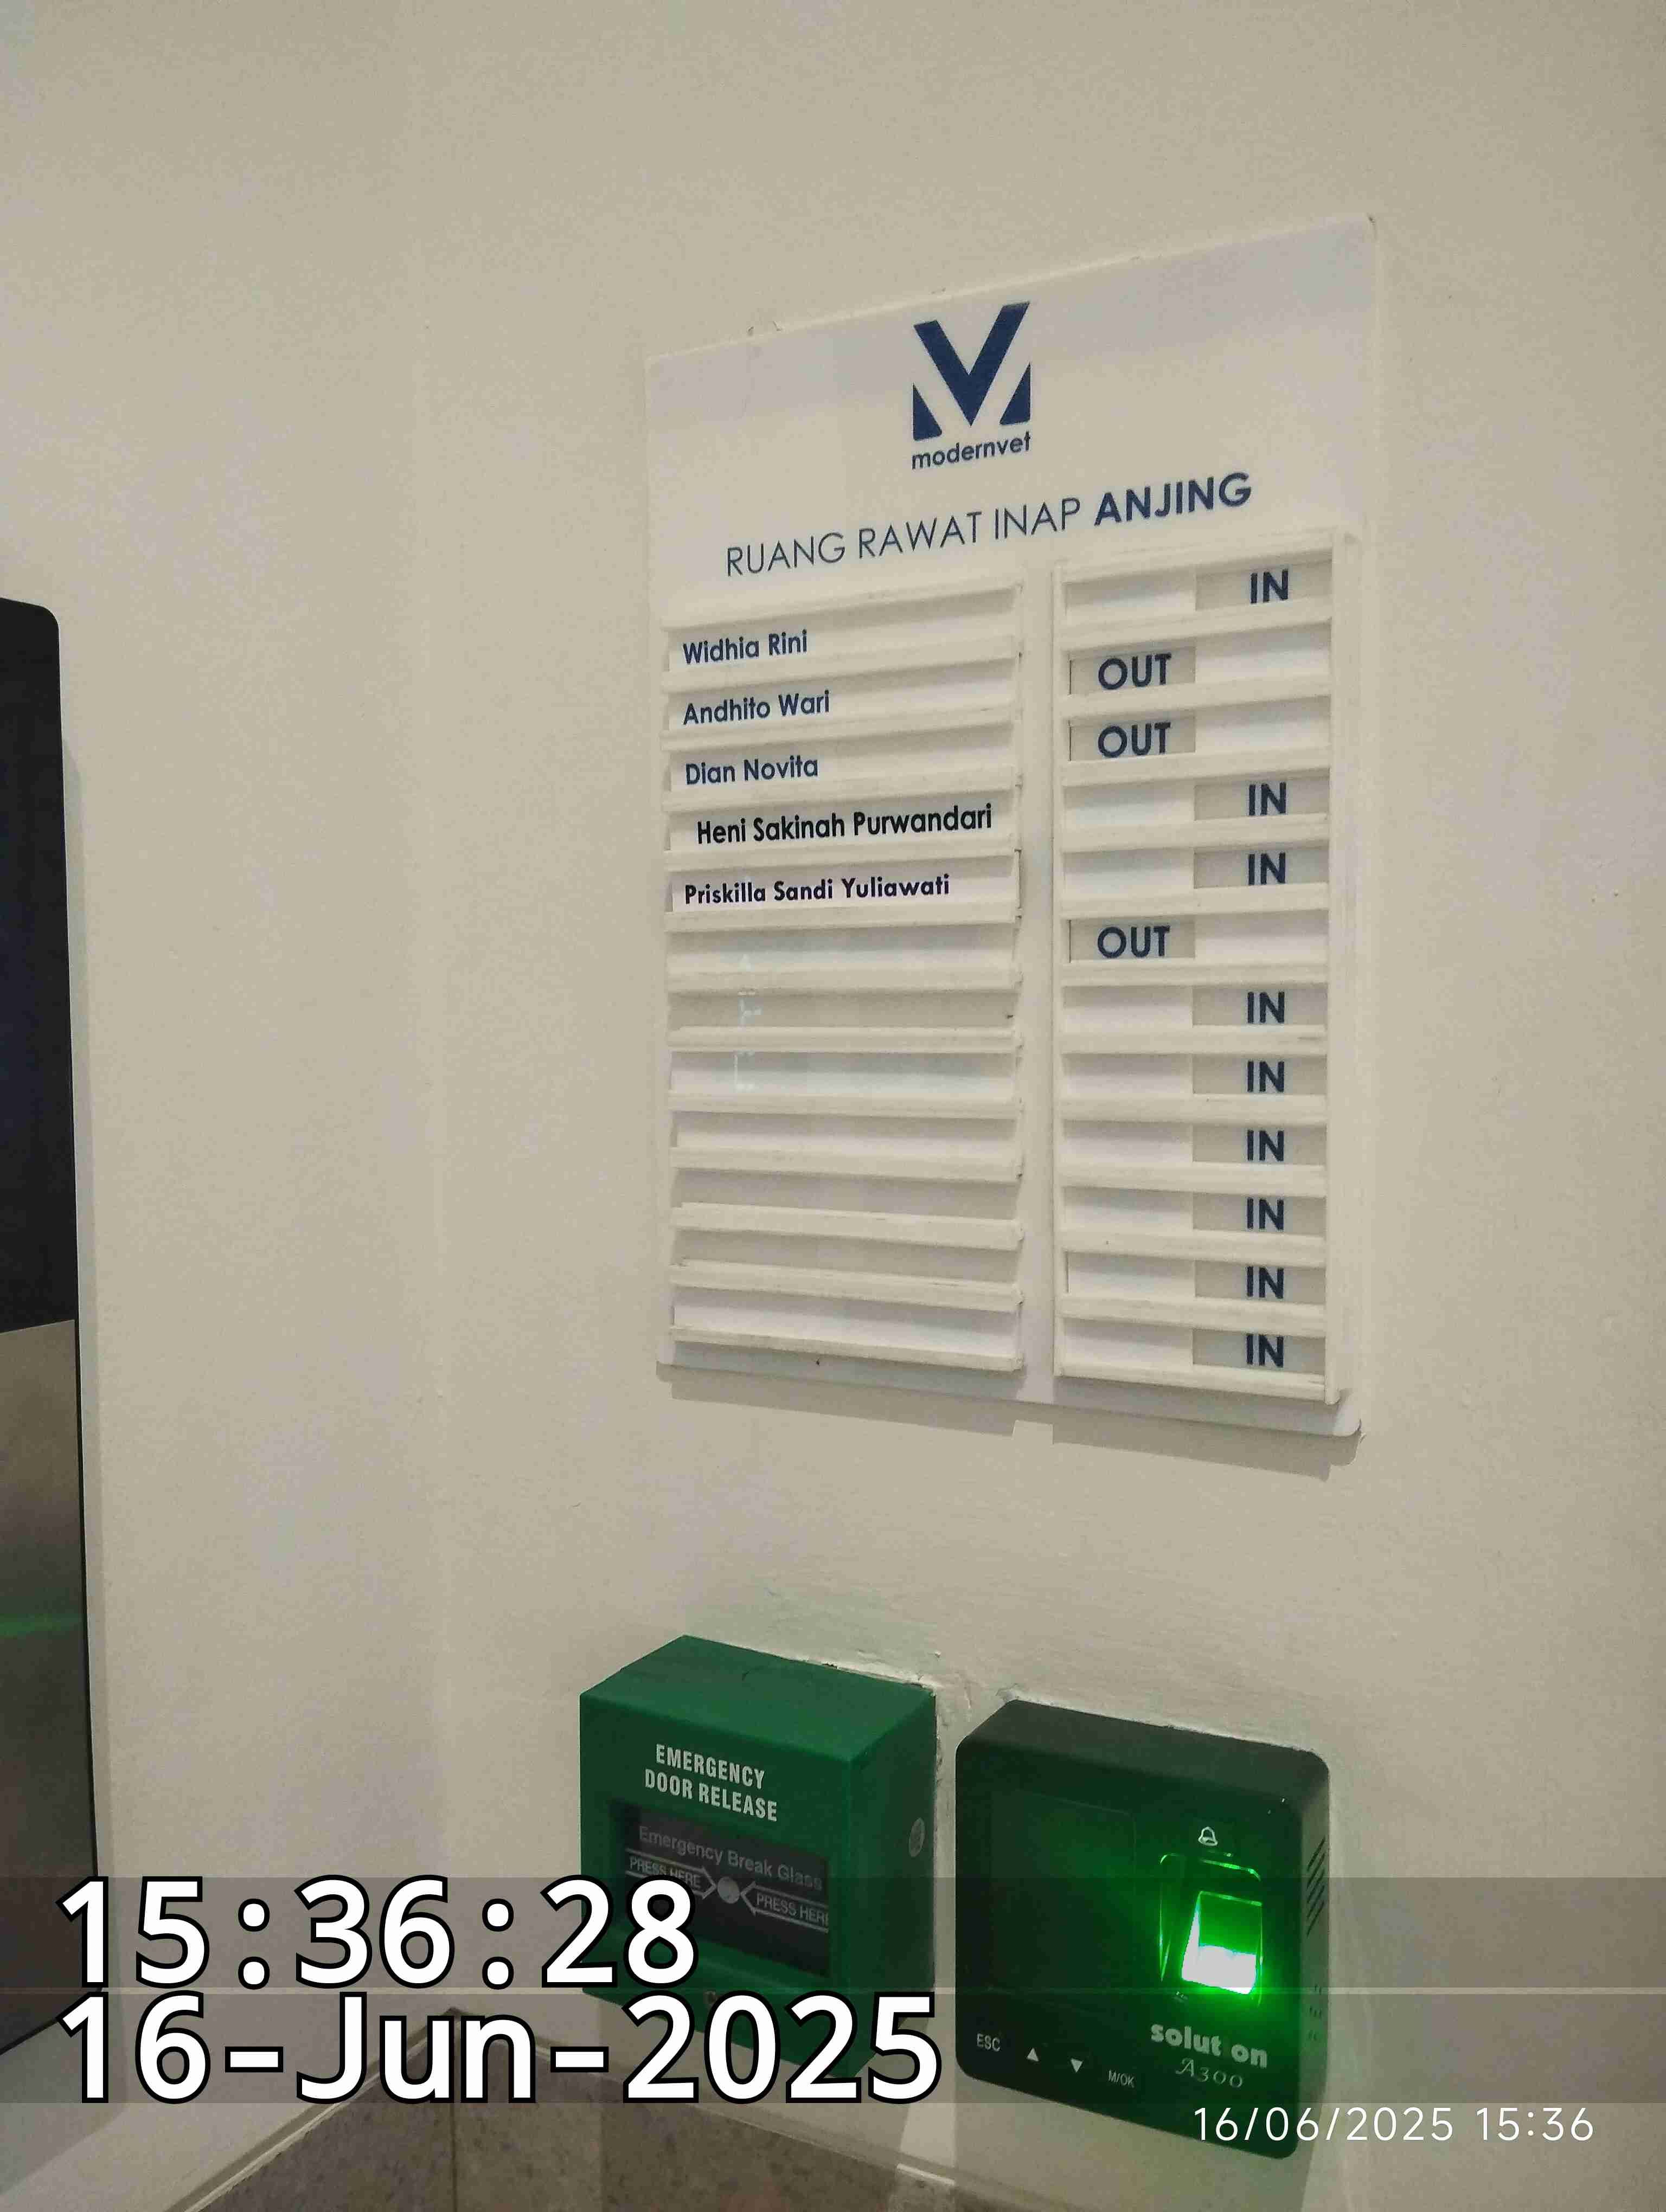 modernvet
RUANG RAWAT INAP ANJING
Widhia Rini IN
Andhito Wari OUT
Dian Novita OUT
Heni Sakinah Purwandari IN
Priskilla Sandi Yuliawati IN
OUT
IN
IN
IN
IN
IN
IN
EMERGENCY
DOOR RELEASE
Emergency Break Glass
PRESS HERE
PRESS HERE
ESC
M/OK
solut on
A300
15:36:28
16-Jun-2025
16/06/2025 15:36